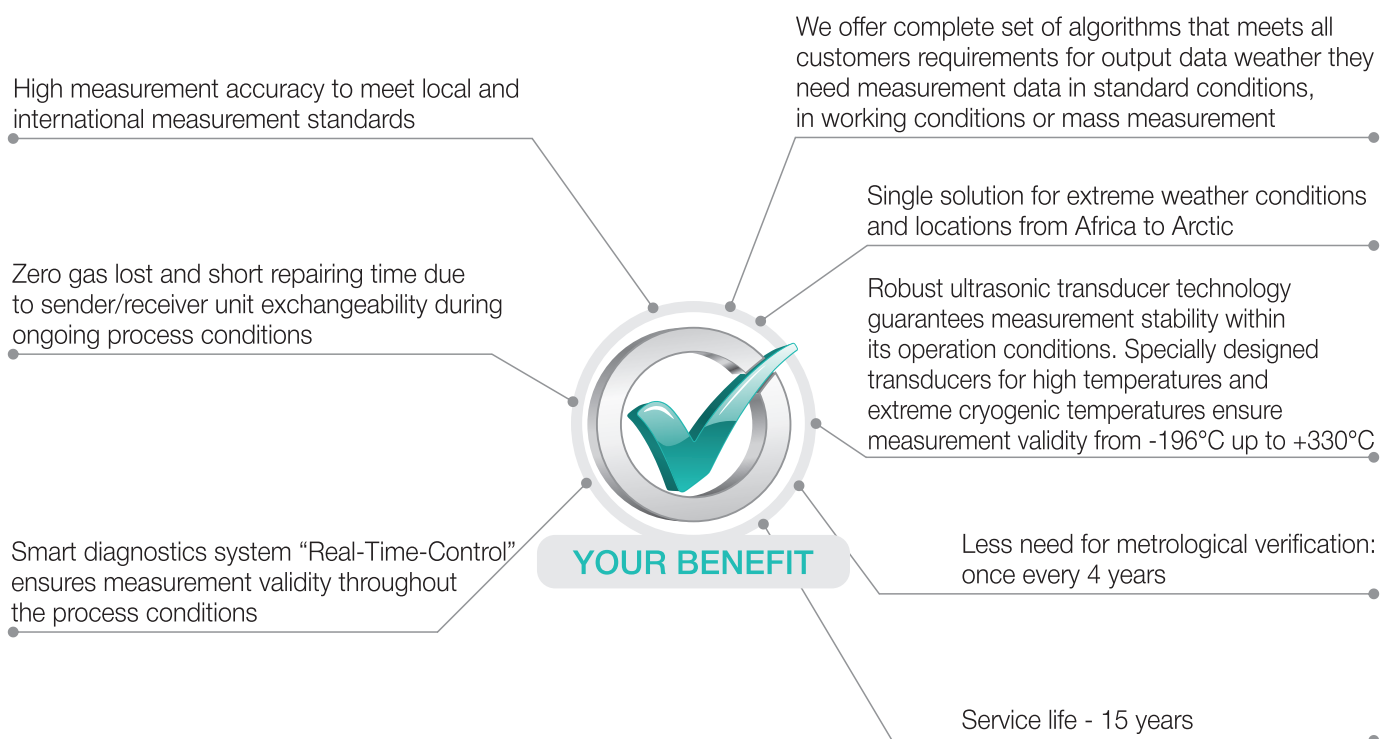 High measurement accuracy to meet local and
international measurement standards
Zero gas lost and short repairing time due
to sender/receiver unit exchangeability during
ongoing process conditions
Smart diagnostics system “Real-Time-Control”
ensures measurement validity throughout
the process conditions
We offer complete set of algorithms that meets all
customers requirements for output data weather they
need measurement data in standard conditions,
in working conditions or mass measurement
Single solution for extreme weather conditions
and locations from Africa to Arctic
Robust ultrasonic transducer technology
guarantees measurement stability within
its operation conditions. Specially designed
transducers for high temperatures and
extreme cryogenic temperatures ensure
measurement validity from -196°C up to +330°C
Less need for metrological verification:
once every 4 years
Service life - 15 years
YOUR BENEFIT